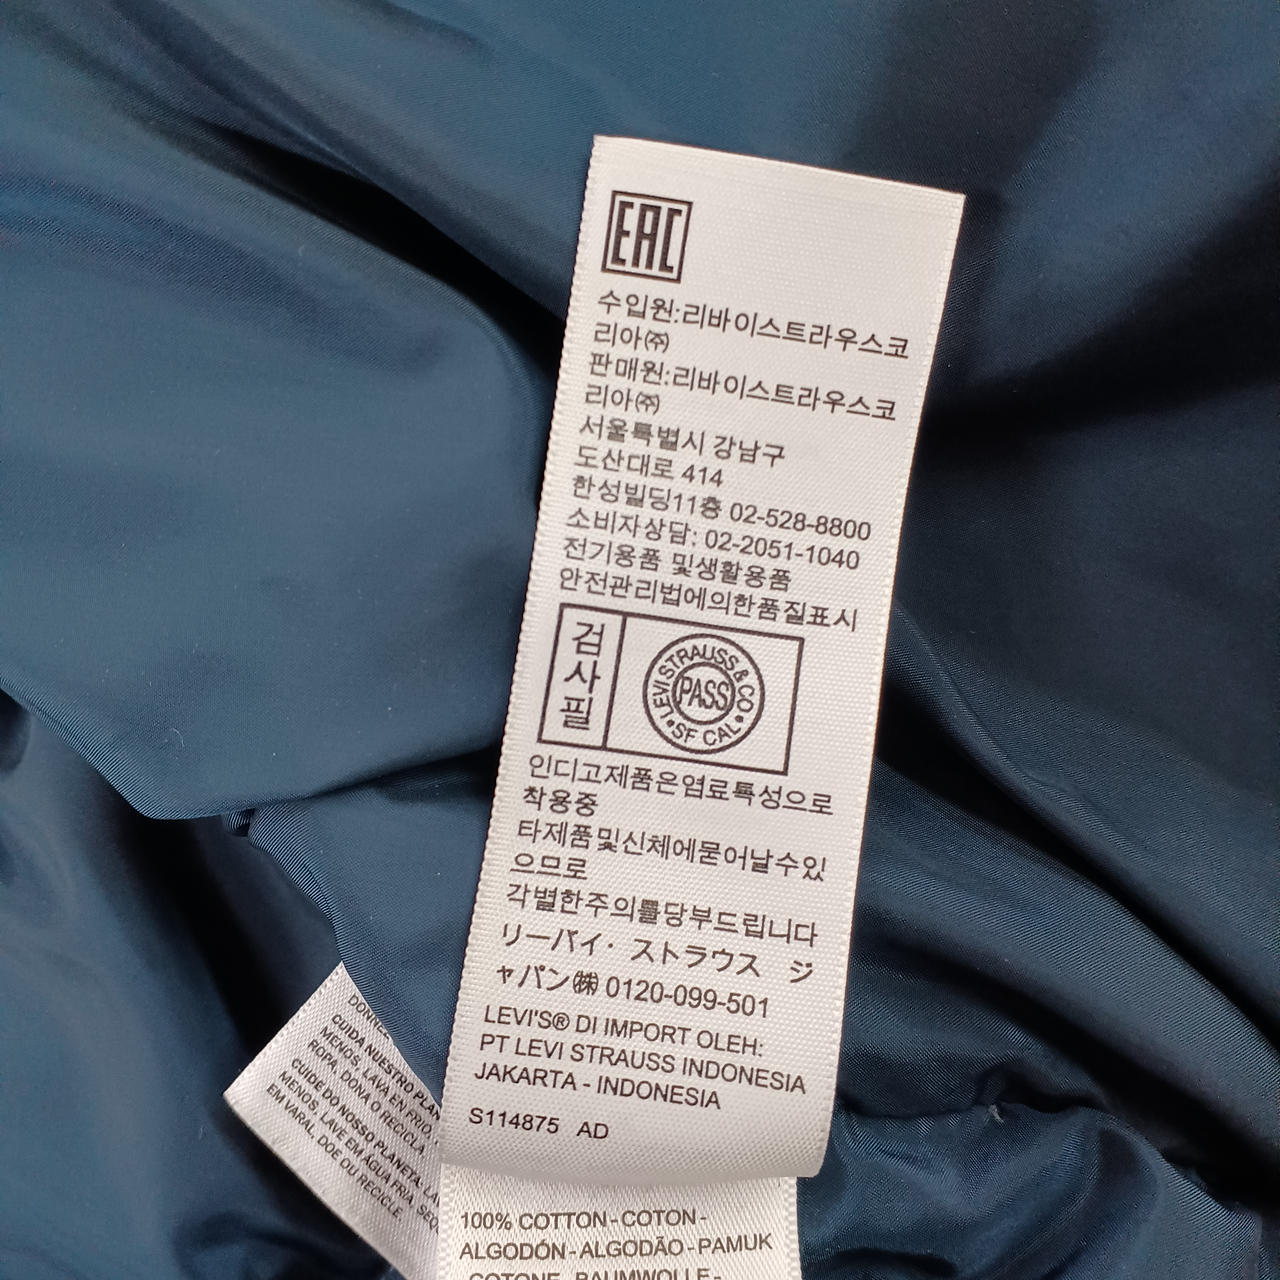 EAC
수입원:리바이스트라우스코
리아㈜
판매원:리바이스트라우스코
리아㈜
서울특별시 강남구
도산대로 414
한성빌딩11층 02-528-8800
소비자상담: 02-2051-1040
전기용품 및생활용품
안전관리법에의한품질표시
검사필
LEVI STRAUSS & CO
PASS
SF CAL
인디고제품은염료특성으로
착용중
타제품및신체에묻어날수있
으므로
각별한주의를당부드립니다
リーバイ・ストラウス ジ
ャパン㈱ 0120-099-501
LEVI'S® DI IMPORT OLEH:
PT LEVI STRAUSS INDONESIA
JAKARTA - INDONESIA
S114875 AD
CUIDA NUESTRO
MENOS, LAVA EN FRÍO,
ROPA, DONA O RECICLA
CUIDE DO NOSSO PLANETA.
MENOS, LAVE EM ÁGUA FRIA,
EM VARAL, DOE OU RECICLE.
100% COTTON - COTON -
ALGODÓN - ALGODÃO - PAMUK
COTONE - BAUMWOLLE -